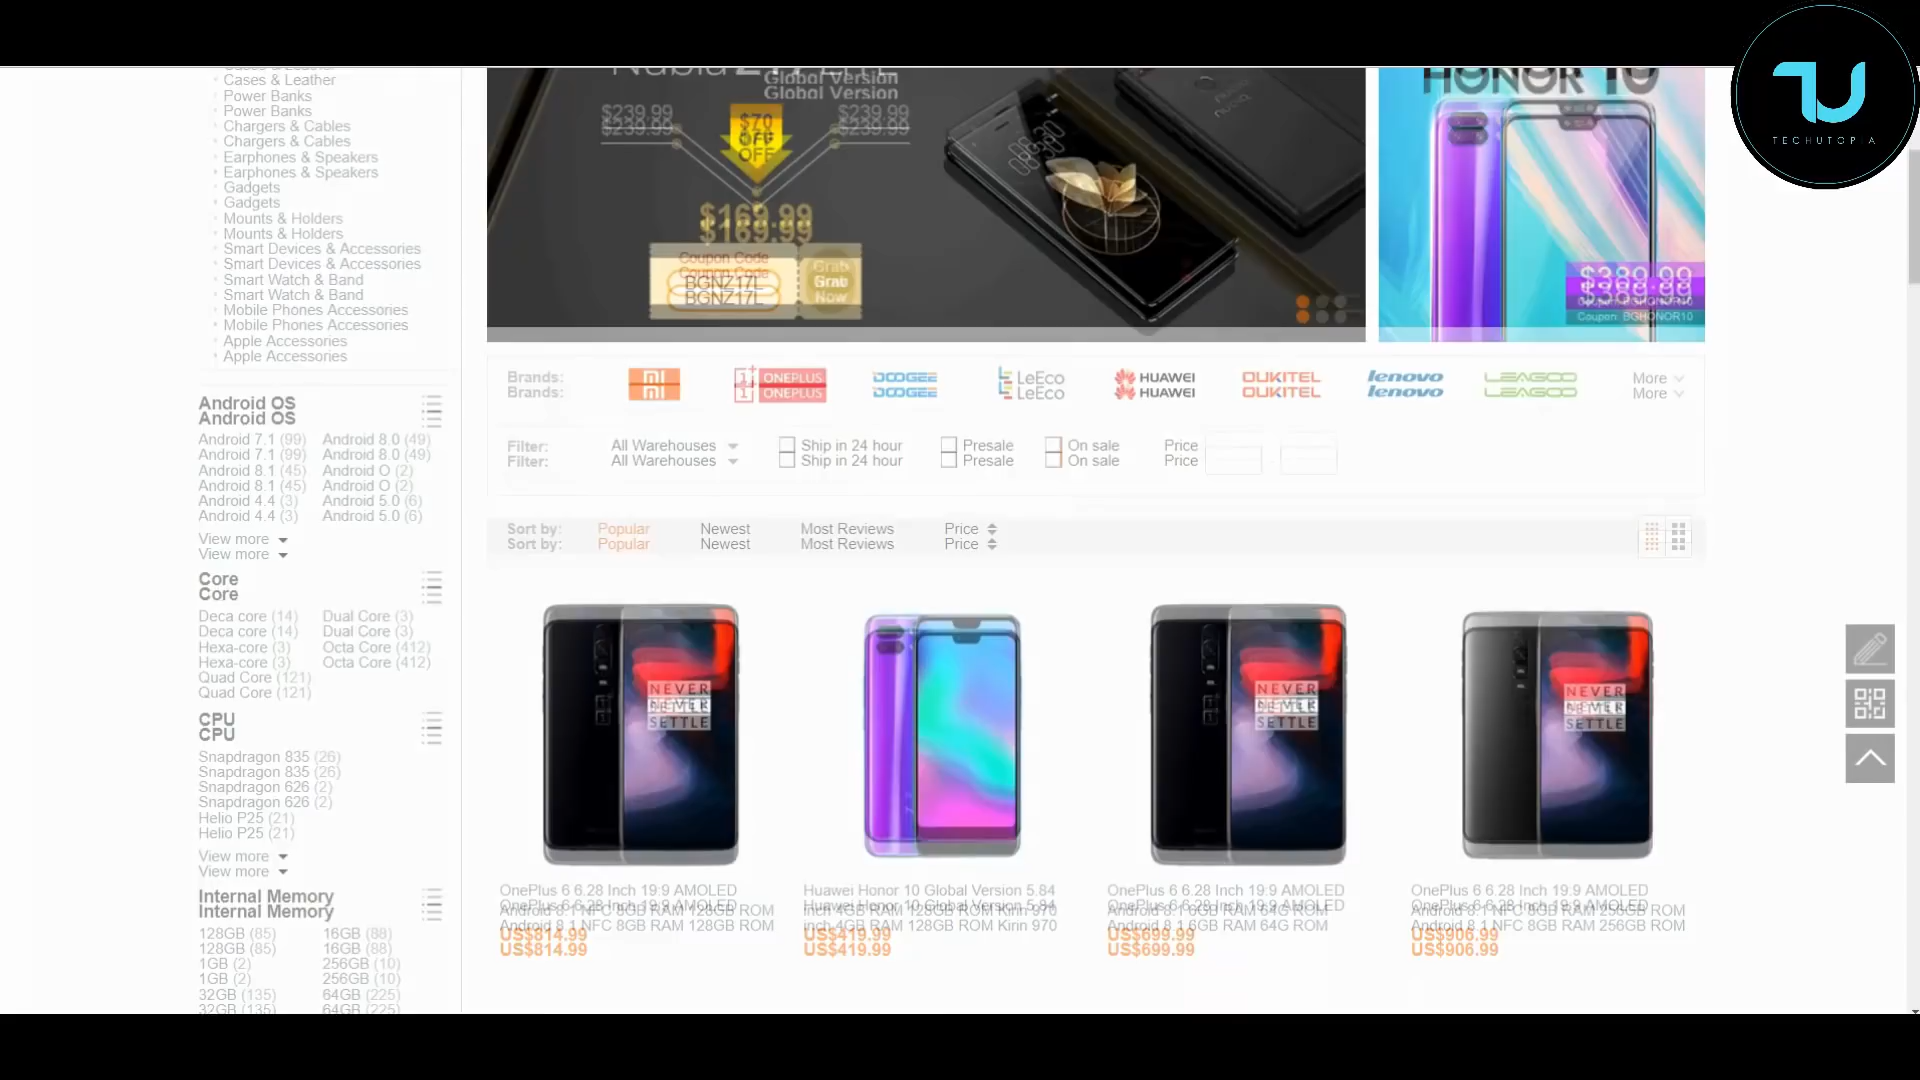 TECHUTOPIA
Cases & Leather
Power Banks
Chargers & Cables
Earphones & Speakers
Gadgets
Mounts & Holders
Smart Devices & Accessories
Smart Watch & Band
Mobile Phones Accessories
Apple Accessories
Android OS
Android 7.1 (99) Android 8.0 (49)
Android 8.1 (45) Android O (2)
Android 4.4 (3) Android 5.0 (6)
View more
Core
Deca core (14) Dual Core (3)
Hexa-core (3) Octa Core (412)
Quad Core (121)
View more
CPU
Snapdragon 835 (26)
Snapdragon 626 (2)
Helio P25 (21)
View more
Internal Memory
128GB (85) 16GB (88)
1GB (2) 256GB (10)
32GB (135) 64GB (225)
Global Version
$239.99 $239.99
$70
OFF
$169.99
Coupon Code
BGNZ17L
Grab
Now
HONOR 10
$389.99
Coupon: BGHONOR10
Brands: MI ONEPLUS DOOGEE LeEco HUAWEI OUKITEL lenovo LEAGOO More
Filter: All Warehouses Ship in 24 hour Presale On sale Price
Sort by: Popular Newest Most Reviews Price
NEVER
SETTLE
NEVER
SETTLE
NEVER
SETTLE
OnePlus 6 6.28 Inch 19:9 AMOLED
Android 8.1 NFC 8GB RAM 128GB ROM
US$814.99
Huawei Honor 10 Global Version 5.84
inch 4GB RAM 128GB ROM Kirin 970
US$419.99
OnePlus 6 6.28 Inch 19:9 AMOLED
Android 8.1 6GB RAM 64G ROM
US$699.99
OnePlus 6 6.28 Inch 19:9 AMOLED
Android 8.1 NFC 8GB RAM 256GB ROM
US$906.99